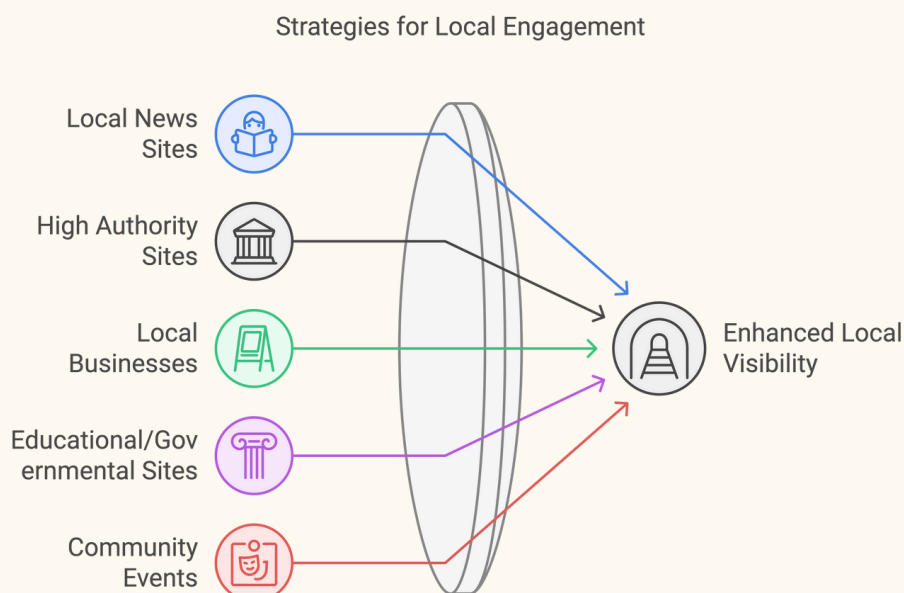 Strategies for Local Engagement
Local News
Sites
High Authority
Sites
Local
Businesses
Educational/Gov
ernmental Sites
Community
Events
Enhanced Local
Visibility